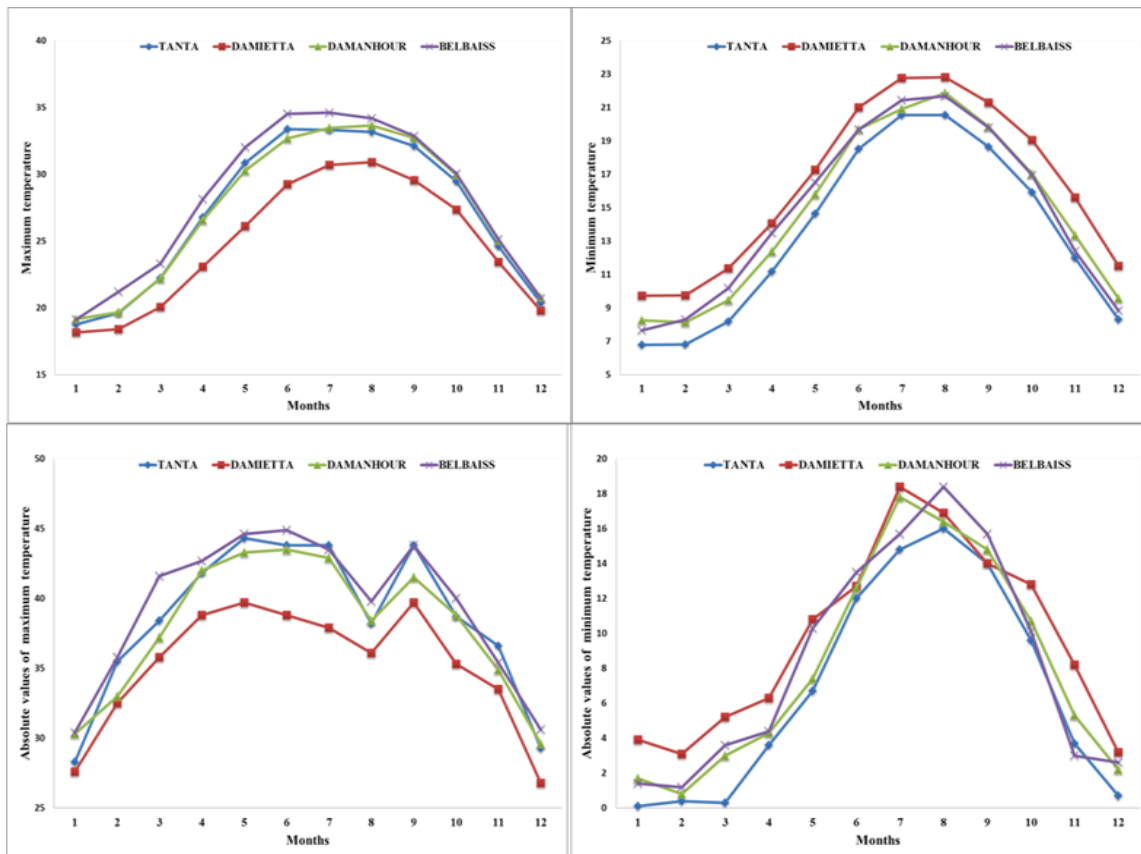 TANTA DAMIETTA DAMANHOUR BELBAISS
Maximum temperature
40
35
30
25
20
15
1 2 3 4 5 6 7 8 9 10 11 12
Months
TANTA DAMIETTA DAMANHOUR BELBAISS
Minimum temperature
25
23
21
19
17
15
13
11
9
7
5
1 2 3 4 5 6 7 8 9 10 11 12
Months
TANTA DAMIETTA DAMANHOUR BELBAISS
Absolute values of maximum temperature
50
45
40
35
30
25
1 2 3 4 5 6 7 8 9 10 11 12
Months
TANTA DAMIETTA DAMANHOUR BELBAISS
Absolute values of minimum temperature
20
18
16
14
12
10
8
6
4
2
0
1 2 3 4 5 6 7 8 9 10 11 12
Months